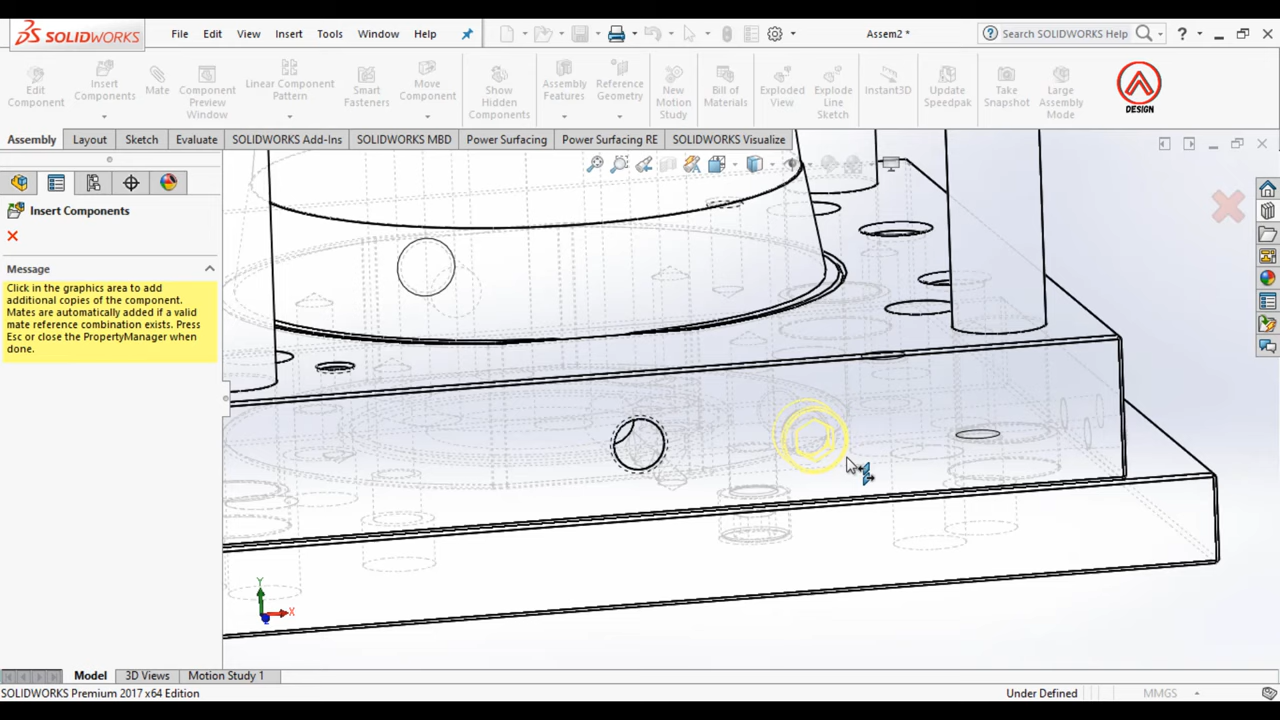 SOLIDWORKS
File Edit View Insert Tools Window Help
Assem2 *
Search SOLIDWORKS Help
?
Edit Component
Insert Components
Mate
Component Preview Window
Linear Component Pattern
Smart Fasteners
Move Component
Show Hidden Components
Assembly Features
Reference Geometry
New Motion Study
Bill of Materials
Exploded View
Explode Line Sketch
Instant3D
Update Speedpak
Take Snapshot
Large Assembly Mode
DESIGN
Assembly Layout Sketch Evaluate SOLIDWORKS Add-Ins SOLIDWORKS MBD Power Surfacing Power Surfacing RE SOLIDWORKS Visualize
Insert Components
Message
Click in the graphics area to add
additional copies of the component.
Mates are automatically added if a valid
mate reference combination exists. Press
Esc or close the PropertyManager when
done.
Y
X
Z
Model 3D Views Motion Study 1
SOLIDWORKS Premium 2017 x64 Edition
Under Defined
MMGS